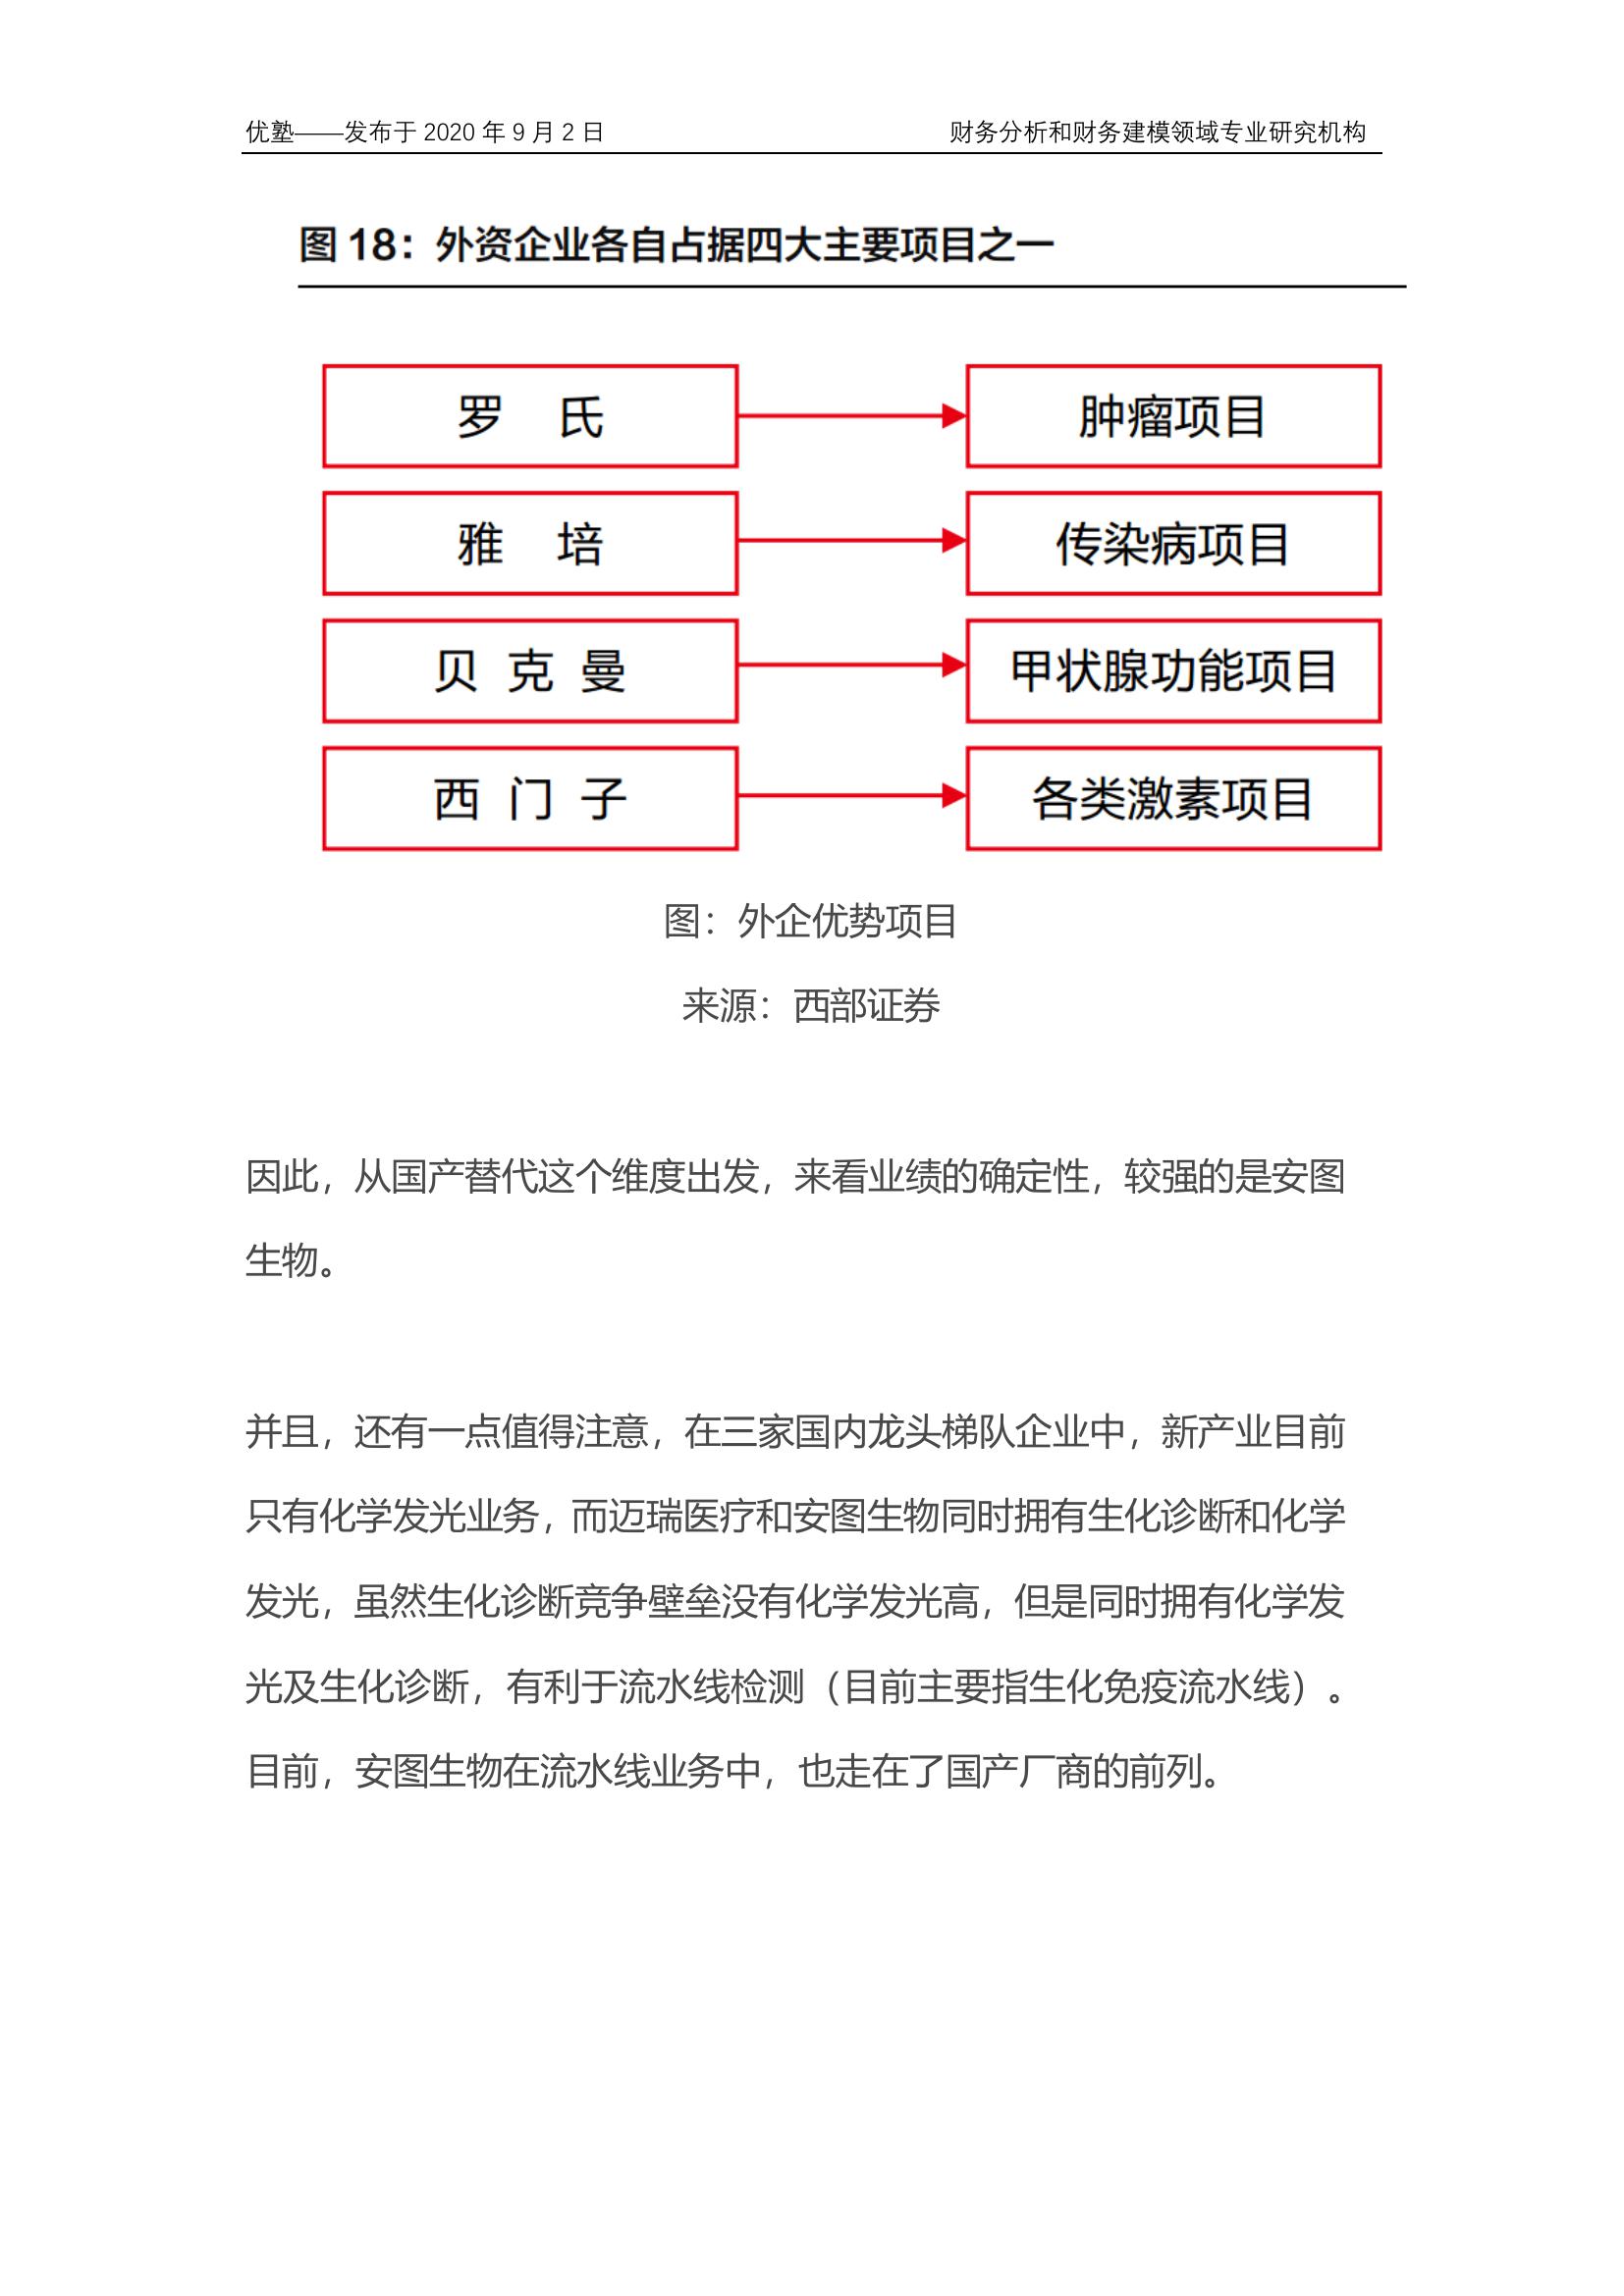 优塾——发布于 2020 年 9 月 2 日 财务分析和财务建模领域专业研究机构
图 18：外资企业各自占据四大主要项目之一
罗 氏 肿瘤项目
雅 培 传染病项目
贝 克 曼 甲状腺功能项目
西 门 子 各类激素项目
图：外企优势项目
来源：西部证券
因此，从国产替代这个维度出发，来看业绩的确定性，较强的是安图
生物。
并且，还有一点值得注意，在三家国内龙头梯队企业中，新产业目前
只有化学发光业务，而迈瑞医疗和安图生物同时拥有生化诊断和化学
发光，虽然生化诊断竞争壁垒没有化学发光高，但是同时拥有化学发
光及生化诊断，有利于流水线检测（目前主要指生化免疫流水线）。
目前，安图生物在流水线业务中，也走在了国产厂商的前列。